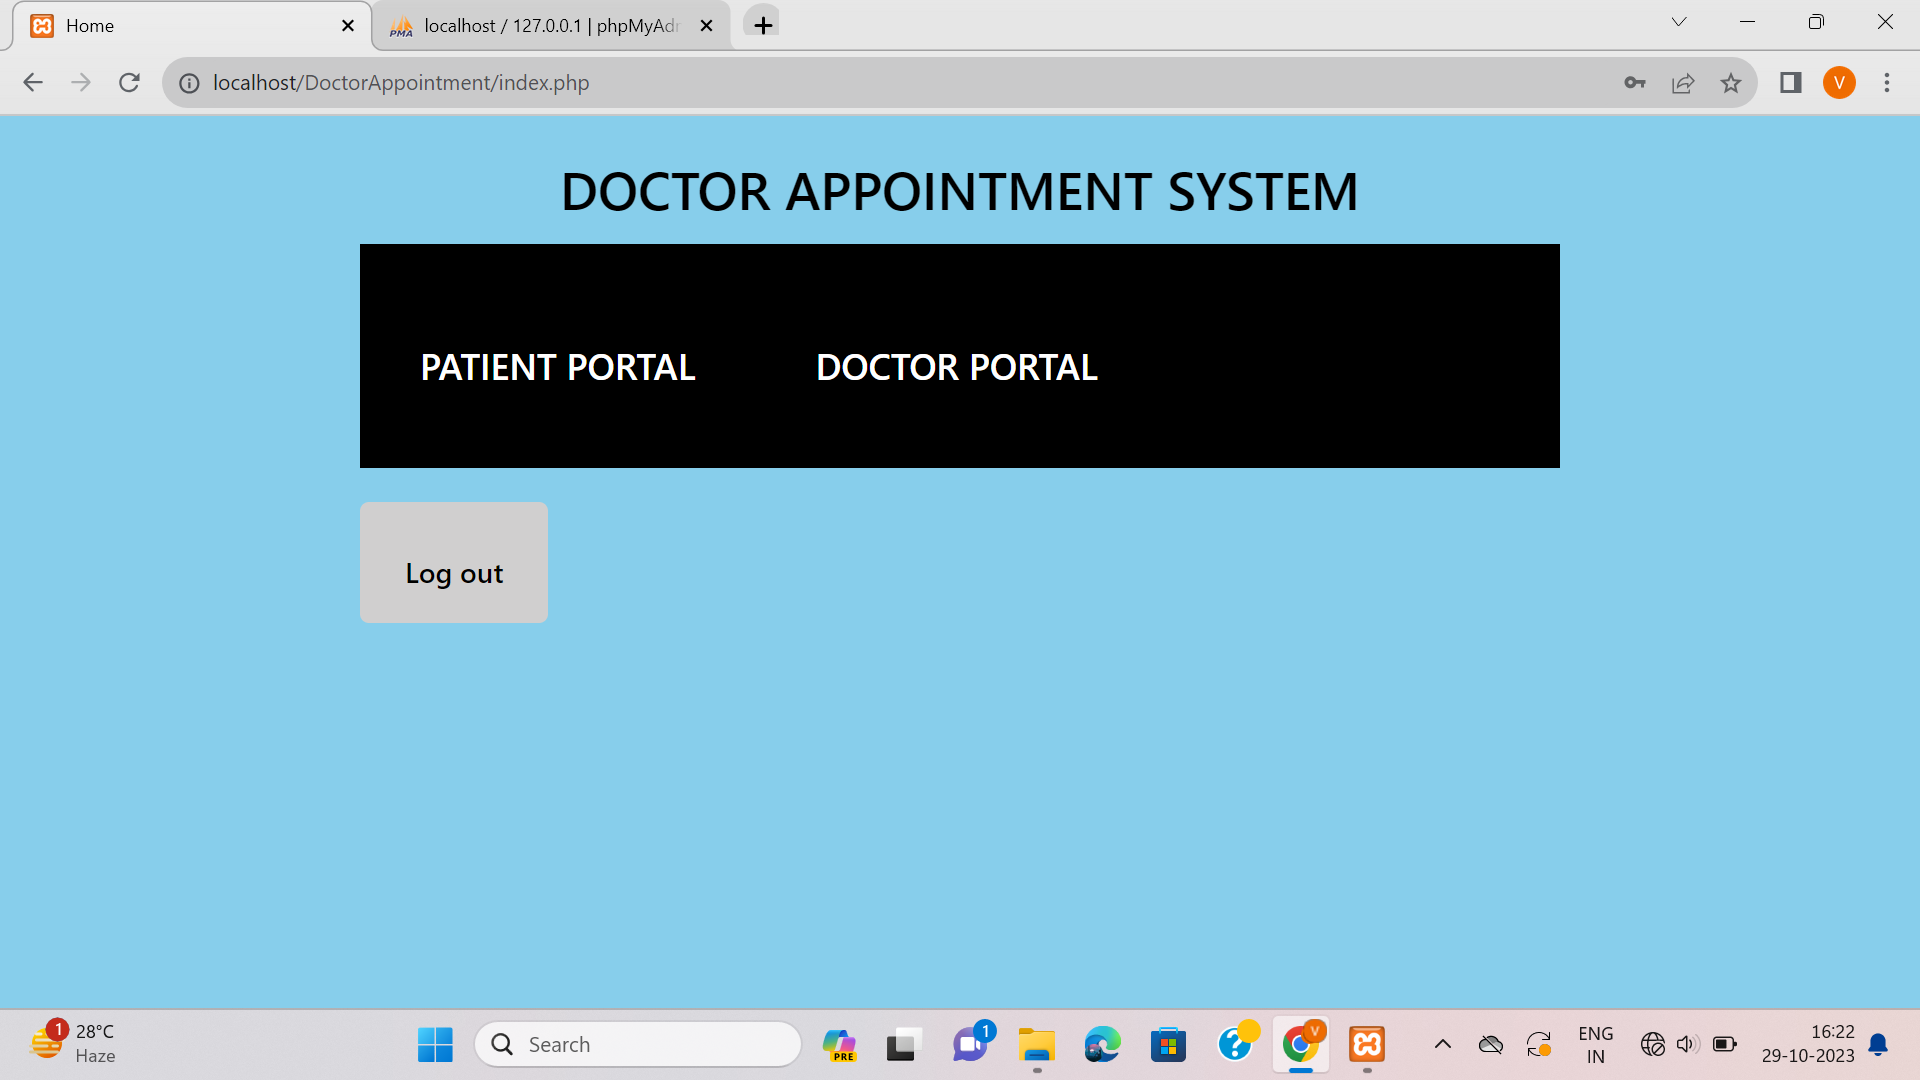 Home
localhost / 127.0.0.1 | phpMyAdr
PMA
localhost/DoctorAppointment/index.php
V
DOCTOR APPOINTMENT SYSTEM
PATIENT PORTAL
DOCTOR PORTAL
Log out
1
28°C
Haze
Search
PRE
1
?
V
ENG
IN
16:22
29-10-2023